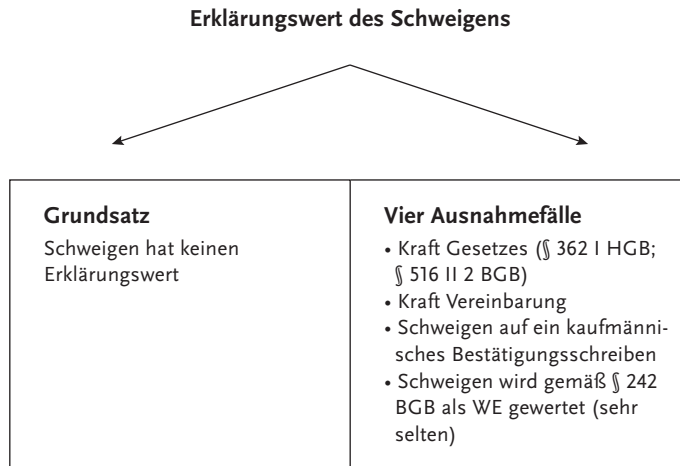 Erklärungswert des Schweigens
Grundsatz
Schweigen hat keinen
Erklärungswert
Vier Ausnahmefälle
• Kraft Gesetzes (§ 362 I HGB;
§ 516 II 2 BGB)
• Kraft Vereinbarung
• Schweigen auf ein kaufmänni-
sches Bestätigungsschreiben
• Schweigen wird gemäß § 242
BGB als WE gewertet (sehr
selten)